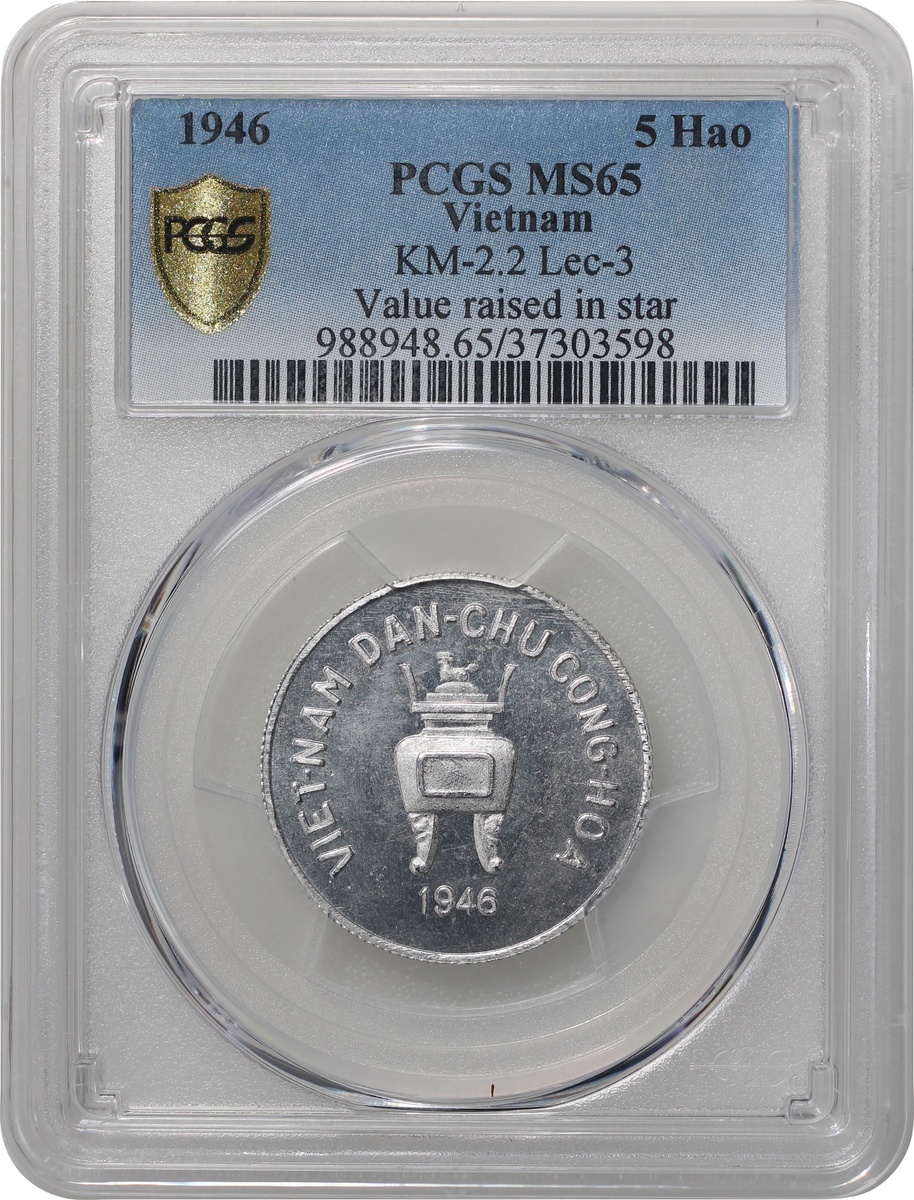 1946 5 Hao
PCGS MS65
PCGS
Vietnam
KM-2.2 Lec-3
Value raised in star
988948.65/37303598
VIET-NAM DAN-CHU CONG-HOA
1946